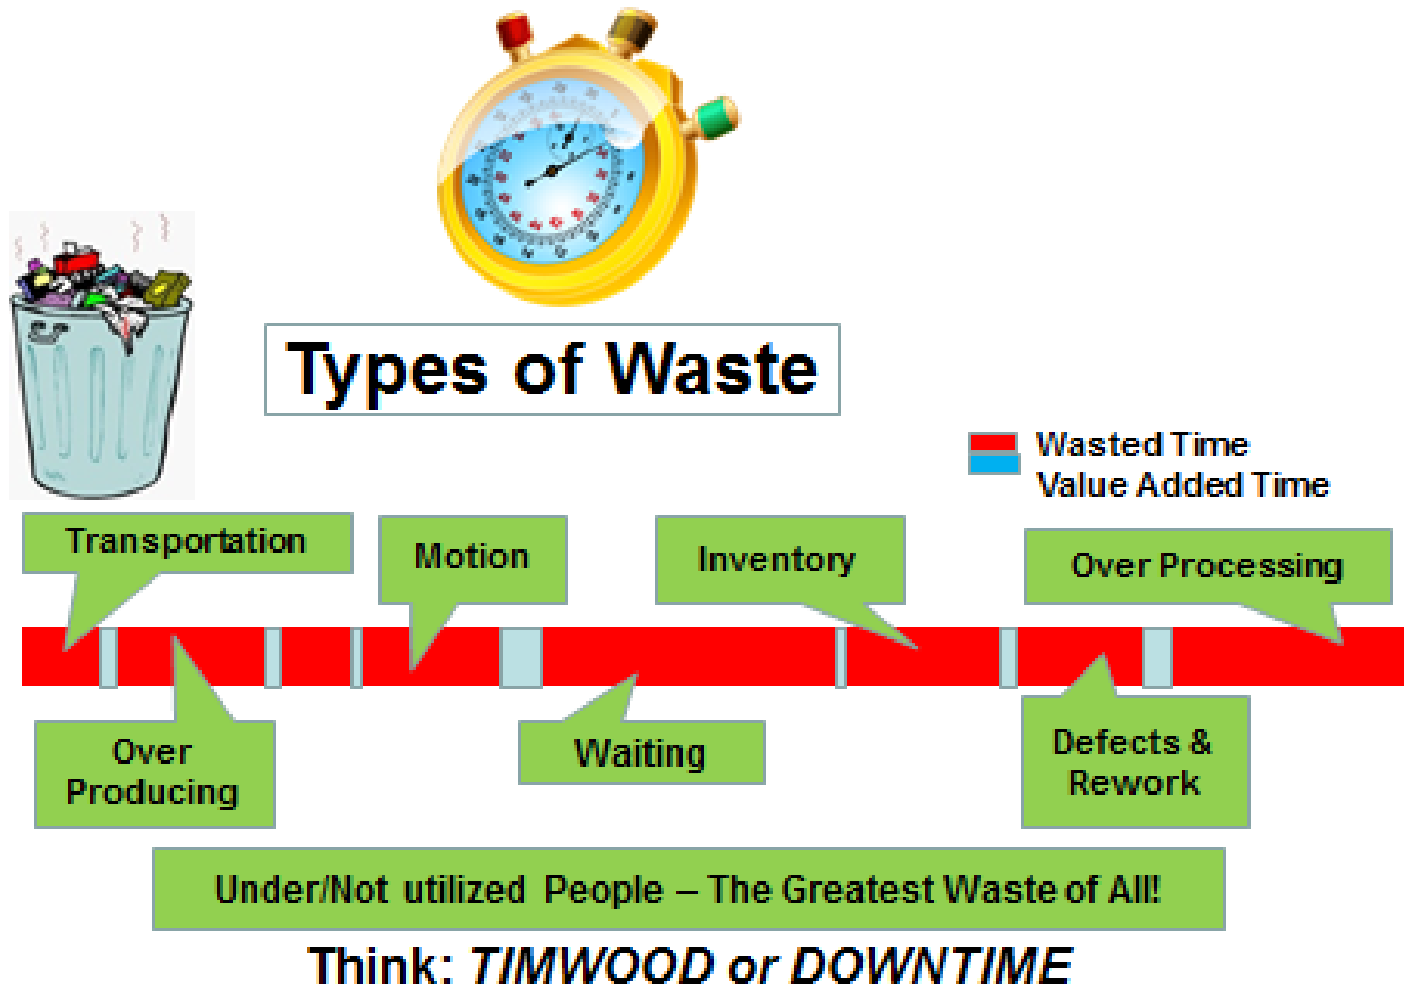 Types of Waste
Wasted Time
Value Added Time
Transportation
Motion
Inventory
Over Processing
Over
Producing
Waiting
Defects &
Rework
Under/Not utilized People – The Greatest Waste of All!
Think: TIMWOOD or DOWNTIME